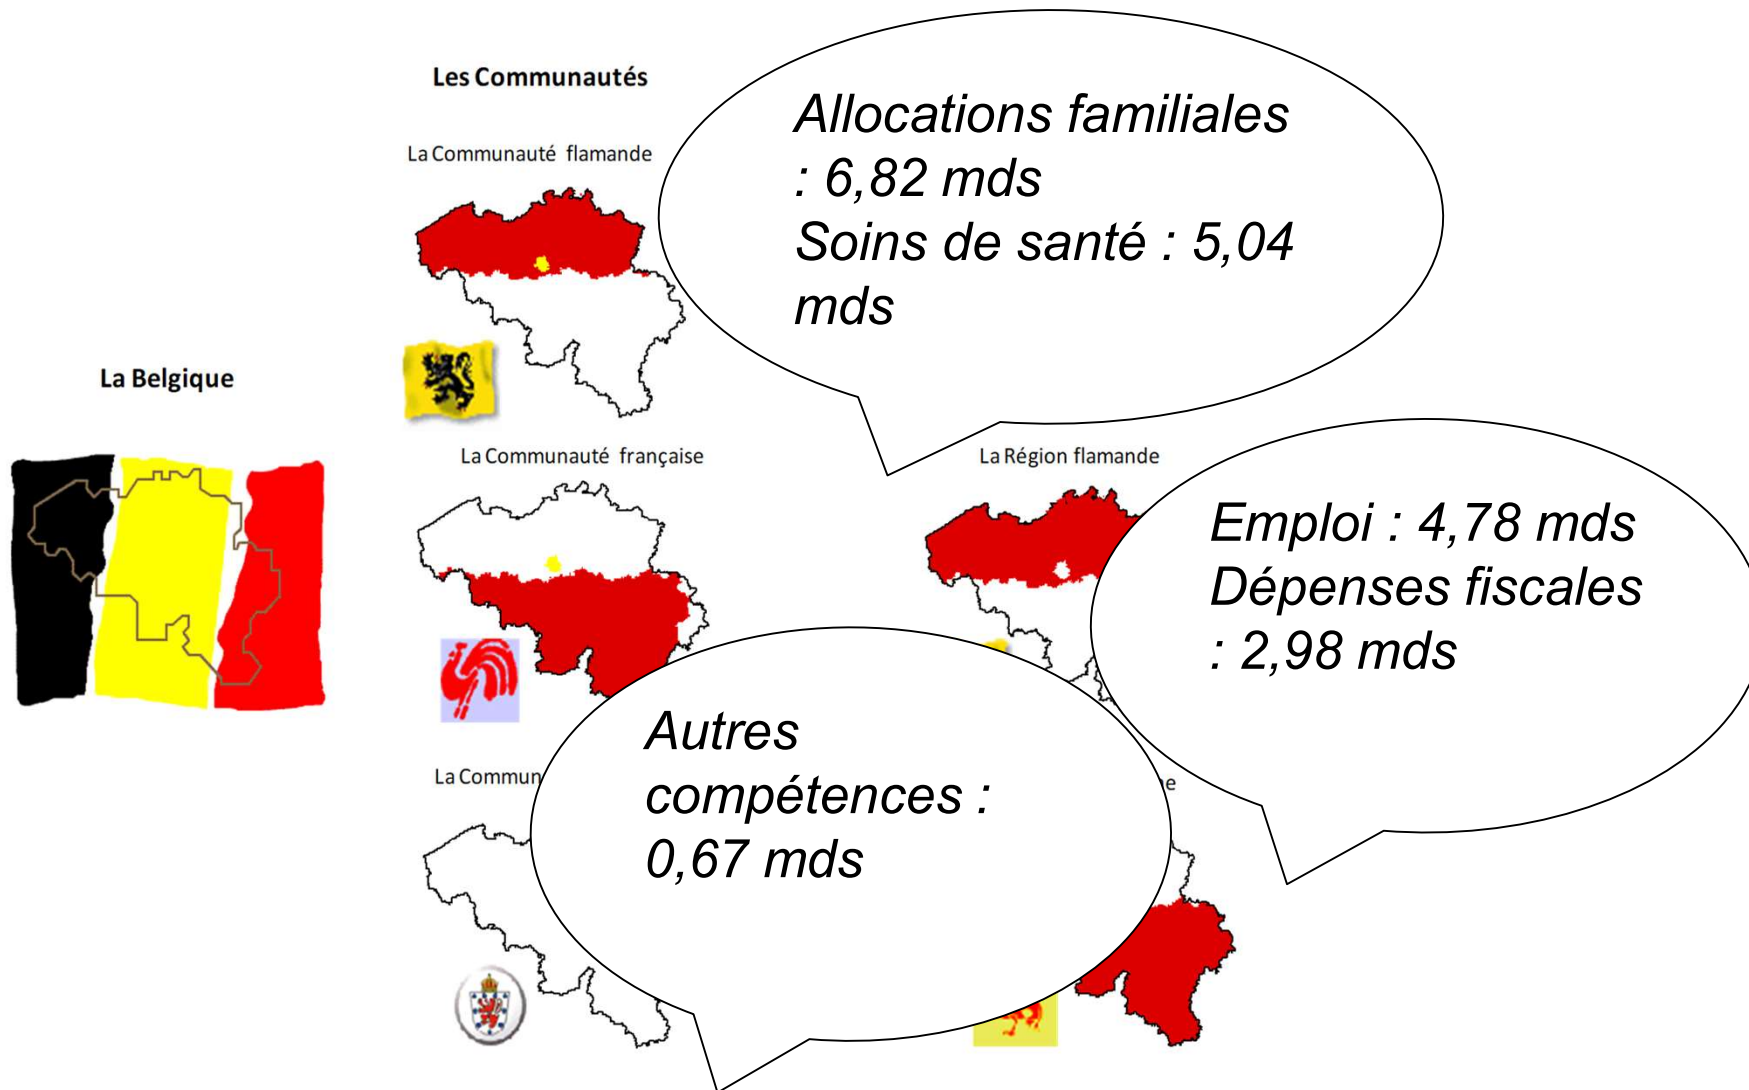 Les Communautés
La Communauté flamande
Allocations familiales
: 6,82 mds
Soins de santé : 5,04
mds
La Belgique
La Communauté française
La Région flamande
Emploi : 4,78 mds
Dépenses fiscales
: 2,98 mds
Autres
compétences :
0,67 mds
La